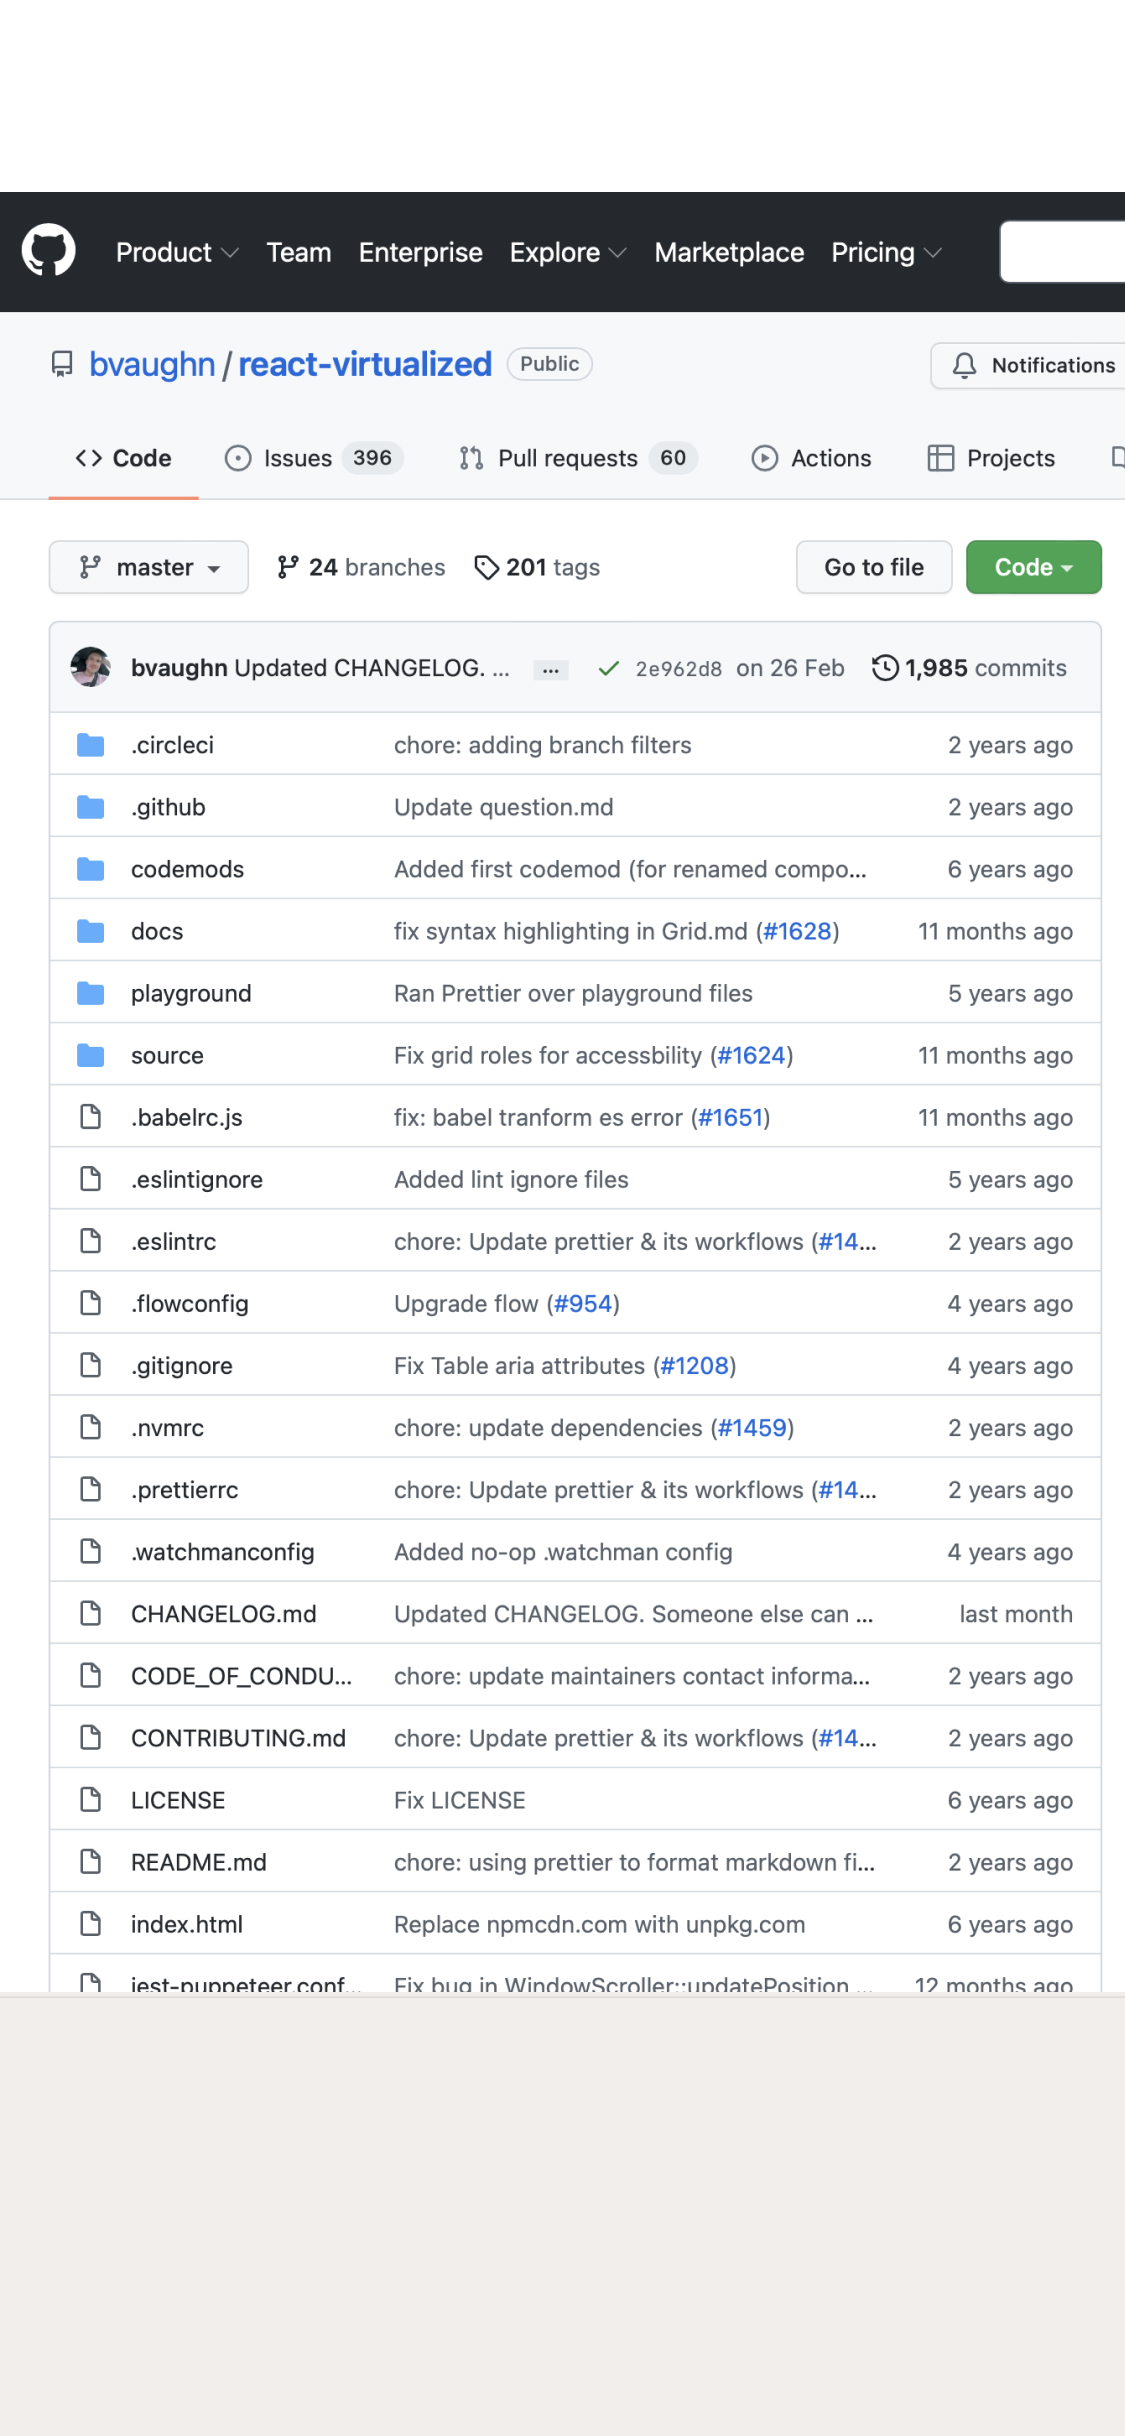 Product Team Enterprise Explore Marketplace Pricing
bvaughn / react-virtualized Public Notifications
Code Issues 396 Pull requests 60 Actions Projects
master 24 branches 201 tags Go to file Code
bvaughn Updated CHANGELOG. ... ... 2e962d8 on 26 Feb 1,985 commits
.circleci chore: adding branch filters 2 years ago
.github Update question.md 2 years ago
codemods Added first codemod (for renamed compo... 6 years ago
docs fix syntax highlighting in Grid.md (#1628) 11 months ago
playground Ran Prettier over playground files 5 years ago
source Fix grid roles for accessbility (#1624) 11 months ago
.babelrc.js fix: babel tranform es error (#1651) 11 months ago
.eslintignore Added lint ignore files 5 years ago
.eslintrc chore: Update prettier & its workflows (#14... 2 years ago
.flowconfig Upgrade flow (#954) 4 years ago
.gitignore Fix Table aria attributes (#1208) 4 years ago
.nvmrc chore: update dependencies (#1459) 2 years ago
.prettierrc chore: Update prettier & its workflows (#14... 2 years ago
.watchmanconfig Added no-op .watchman config 4 years ago
CHANGELOG.md Updated CHANGELOG. Someone else can ... last month
CODE_OF_CONDU... chore: update maintainers contact informa... 2 years ago
CONTRIBUTING.md chore: Update prettier & its workflows (#14... 2 years ago
LICENSE Fix LICENSE 6 years ago
README.md chore: using prettier to format markdown fi... 2 years ago
index.html Replace npmcdn.com with unpkg.com 6 years ago
jest-puppeteer.conf... Fix bug in WindowScroller::updatePosition ... 12 months ago